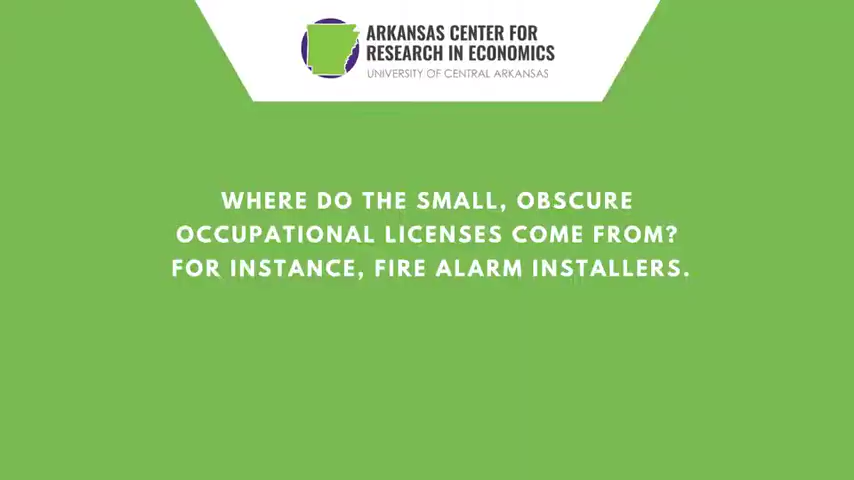 ARKANSAS CENTER FOR
RESEARCH IN ECONOMICS
UNIVERSITY OF CENTRAL ARKANSAS
WHERE DO THE SMALL, OBSCURE
OCCUPATIONAL LICENSES COME FROM?
FOR INSTANCE, FIRE ALARM INSTALLERS.